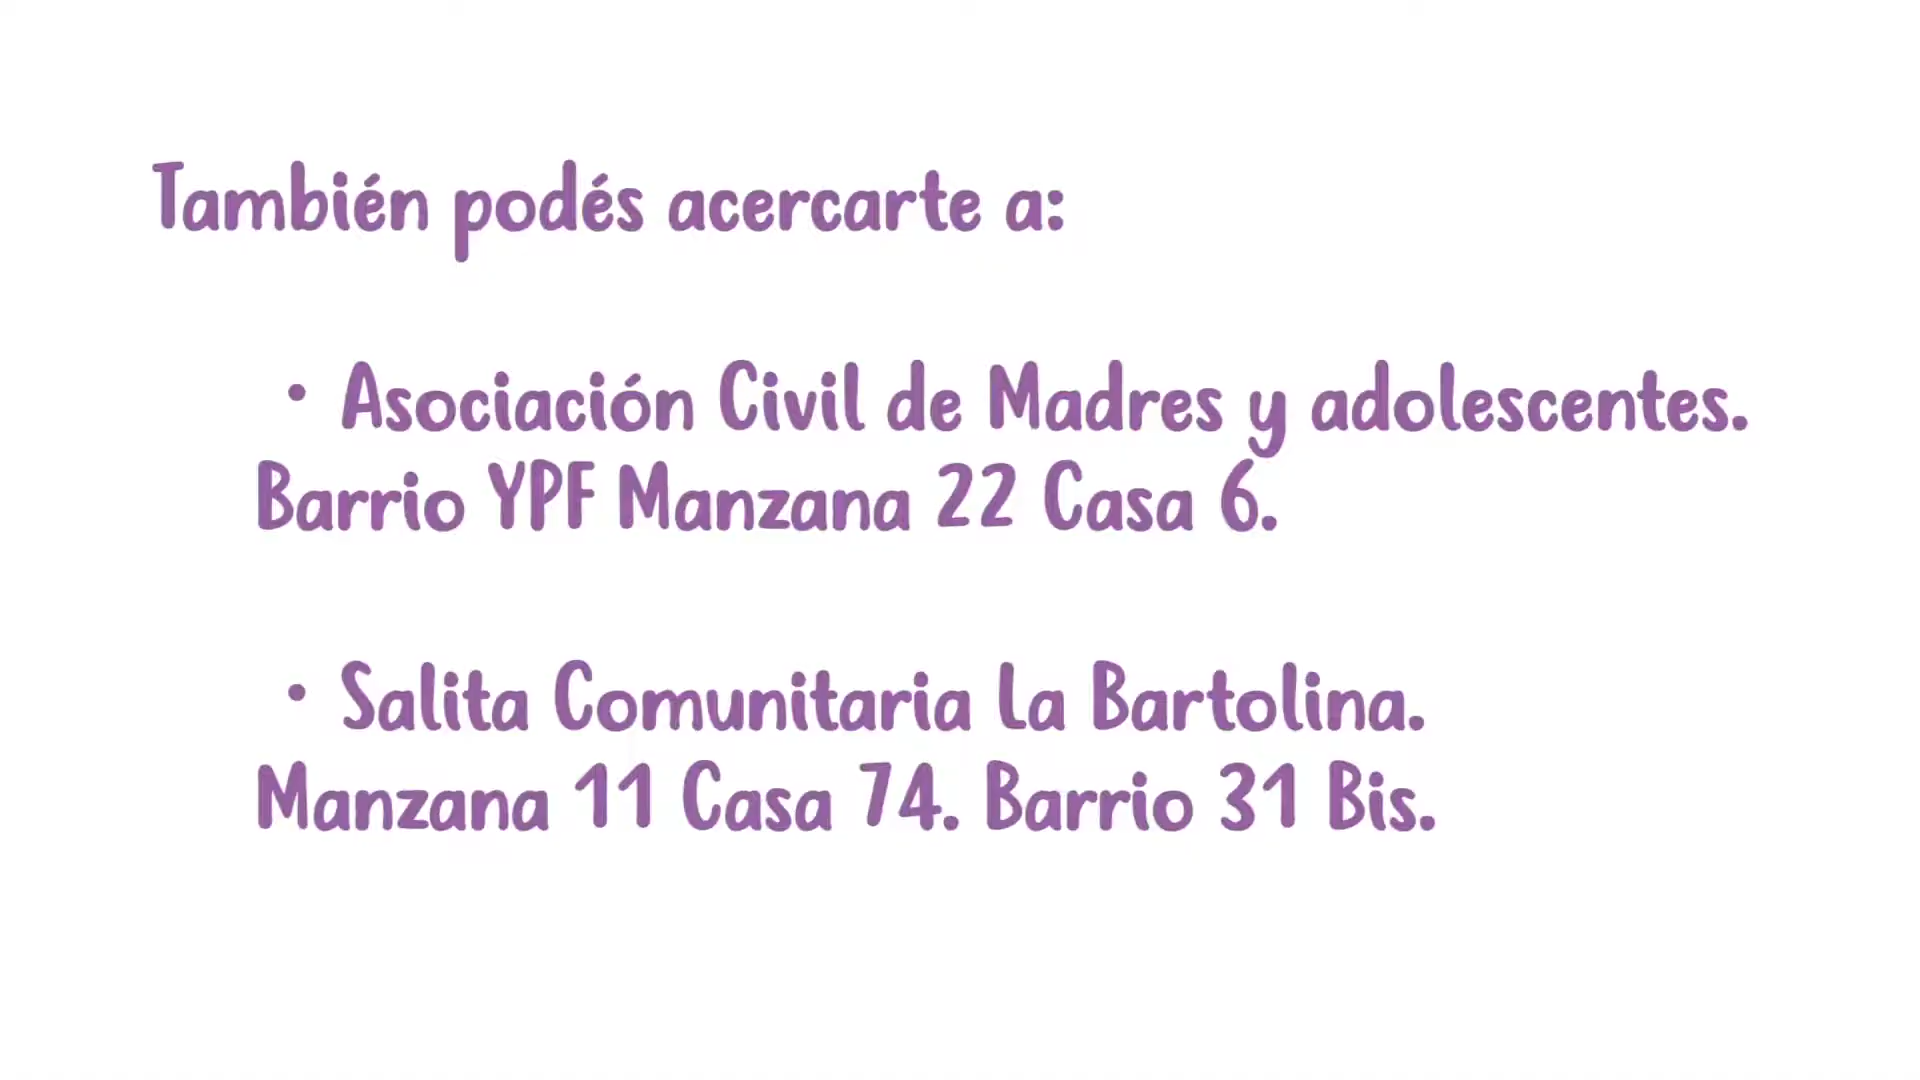 También podés acercarte a:
• Asociación Civil de Madres y adolescentes.
Barrio YPF Manzana 22 Casa 6.
• Salita Comunitaria La Bartolina.
Manzana 11 Casa 74. Barrio 31 Bis.